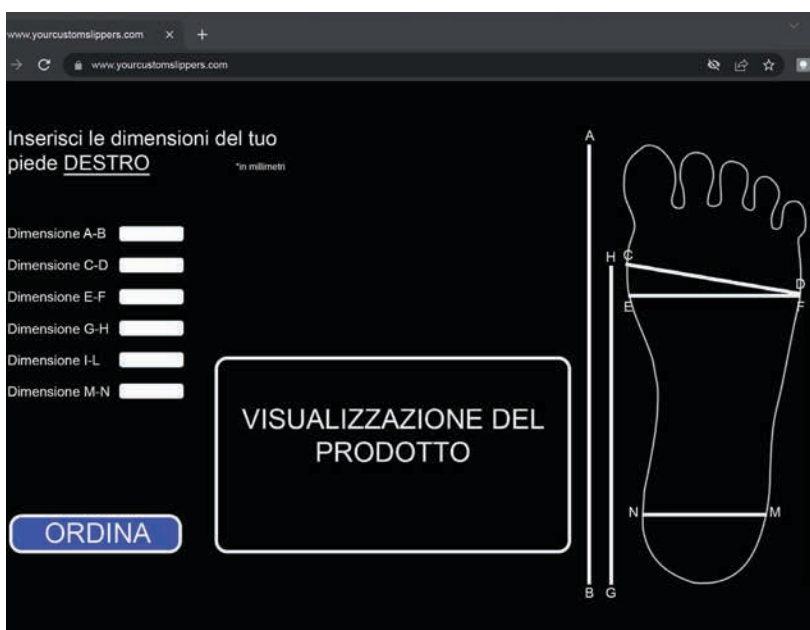 www.yourcustomslippers.com
www.yourcustomslippers.com
Inserisci le dimensioni del tuo
piede DESTRO
*in millimetri
Dimensione A-B
Dimensione C-D
Dimensione E-F
Dimensione G-H
Dimensione I-L
Dimensione M-N
VISUALIZZAZIONE DEL
PRODOTTO
ORDINA
A
H C
D
E F
N M
B G